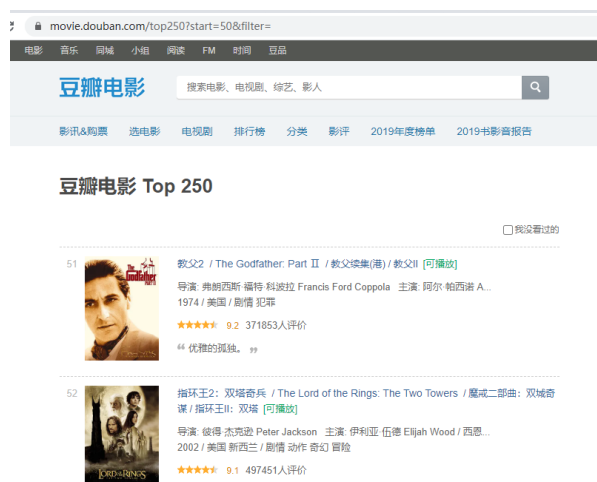 movie.douban.com/top250?start=50&filter=
电影 音乐 同城 小组 阅读 FM 时间 豆品
豆瓣电影 搜索电影、电视剧、综艺、影人
影讯&购票 选电影 电视剧 排行榜 分类 影评 2019年度榜单 2019书影音报告
豆瓣电影 Top 250
我没看过的
51 教父2 / The Godfather: Part Ⅱ / 教父续集(港) / 教父II [可播放]
导演: 弗朗西斯·福特·科波拉 Francis Ford Coppola 主演: 阿尔·帕西诺 A...
1974 / 美国 / 剧情 犯罪
9.2 371853人评价
“ 优雅的孤独。 ”
Godfather
52 指环王2：双塔奇兵 / The Lord of the Rings: The Two Towers / 魔戒二部曲：双城奇
谋 / 指环王II：双塔 [可播放]
导演: 彼得·杰克逊 Peter Jackson 主演: 伊利亚·伍德 Elijah Wood / 西恩...
2002 / 美国 新西兰 / 剧情 动作 奇幻 冒险
9.1 497451人评价
LORD OF THE RINGS